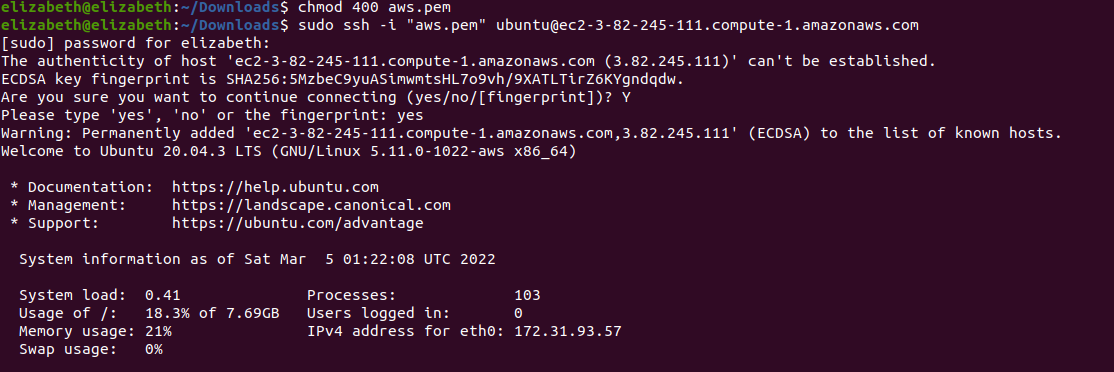 elizabeth@elizabeth:~/Downloads$ chmod 400 aws.pem
elizabeth@elizabeth:~/Downloads$ sudo ssh -i "aws.pem" ubuntu@ec2-3-82-245-111.compute-1.amazonaws.com
[sudo] password for elizabeth:
The authenticity of host 'ec2-3-82-245-111.compute-1.amazonaws.com (3.82.245.111)' can't be established.
ECDSA key fingerprint is SHA256:5MzbeC9yuASimwmtsHL7o9vh/9XATLTirZ6KYgndqdw.
Are you sure you want to continue connecting (yes/no/[fingerprint])? Y
Please type 'yes', 'no' or the fingerprint: yes
Warning: Permanently added 'ec2-3-82-245-111.compute-1.amazonaws.com,3.82.245.111' (ECDSA) to the list of known hosts.
Welcome to Ubuntu 20.04.3 LTS (GNU/Linux 5.11.0-1022-aws x86_64)

 * Documentation:  https://help.ubuntu.com
 * Management:     https://landscape.canonical.com
 * Support:        https://ubuntu.com/advantage

  System information as of Sat Mar  5 01:22:08 UTC 2022

  System load:  0.41              Processes:             103
  Usage of /:   18.3% of 7.69GB   Users logged in:       0
  Memory usage: 21%               IPv4 address for eth0: 172.31.93.57
  Swap usage:   0%